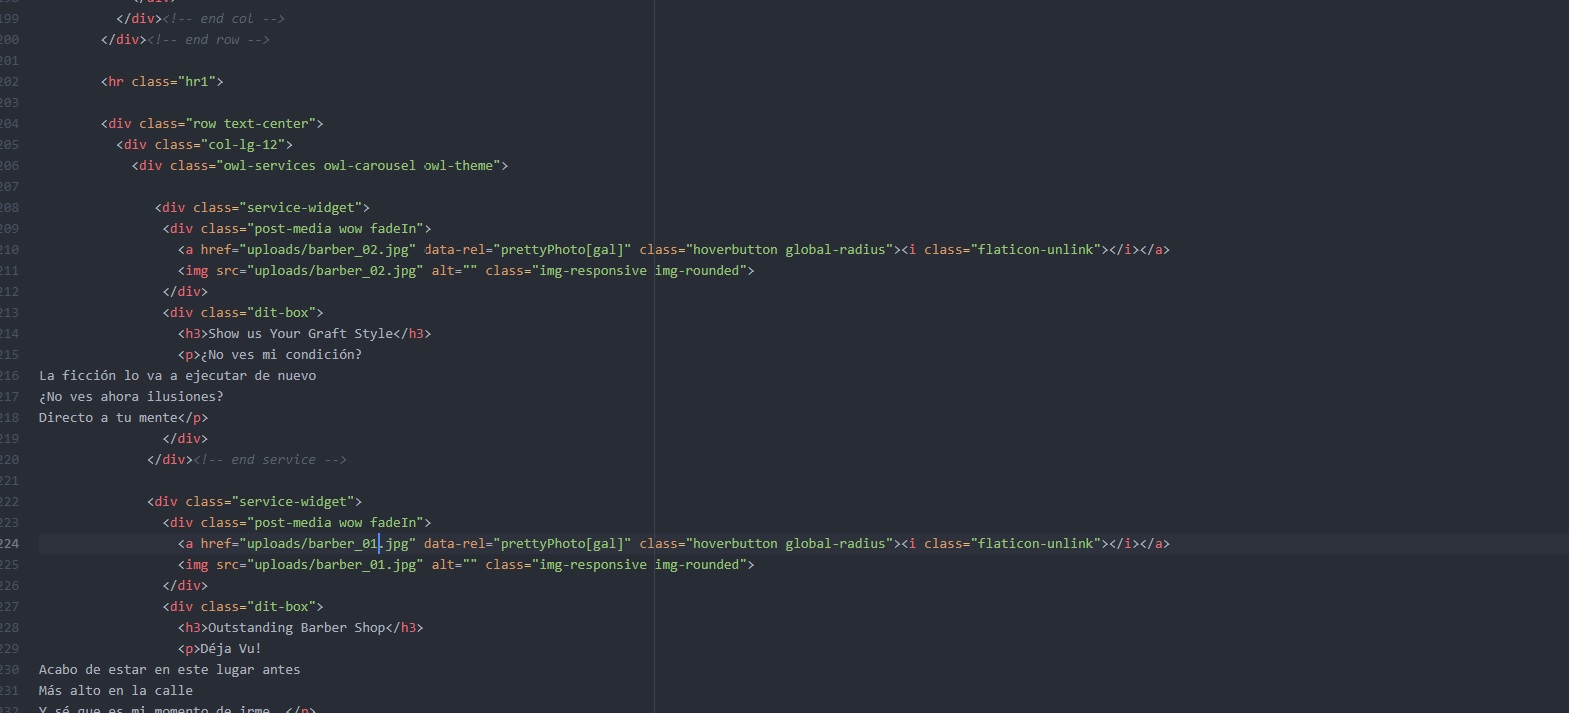 </div>
199 </div><!-- end col -->
200 </div><!-- end row -->
201
202 <hr class="hr1">
203
204 <div class="row text-center">
205 <div class="col-lg-12">
206 <div class="owl-services owl-carousel owl-theme">
207
208 <div class="service-widget">
209 <div class="post-media wow fadeIn">
210 <a href="uploads/barber_02.jpg" data-rel="prettyPhoto[gal]" class="hoverbutton global-radius"><i class="flaticon-unlink"></i></a>
211 <img src="uploads/barber_02.jpg" alt="" class="img-responsive img-rounded">
212 </div>
213 <div class="dit-box">
214 <h3>Show us Your Graft Style</h3>
215 <p>¿No ves mi condición?
216 La ficción lo va a ejecutar de nuevo
217 ¿No ves ahora ilusiones?
218 Directo a tu mente</p>
219 </div>
220 </div><!-- end service -->
221
222 <div class="service-widget">
223 <div class="post-media wow fadeIn">
224 <a href="uploads/barber_01.jpg" data-rel="prettyPhoto[gal]" class="hoverbutton global-radius"><i class="flaticon-unlink"></i></a>
225 <img src="uploads/barber_01.jpg" alt="" class="img-responsive img-rounded">
226 </div>
227 <div class="dit-box">
228 <h3>Outstanding Barber Shop</h3>
229 <p>Déja Vu!
230 Acabo de estar en este lugar antes
231 Más alto en la calle
232 Y sé que es mi momento de irme. </p>